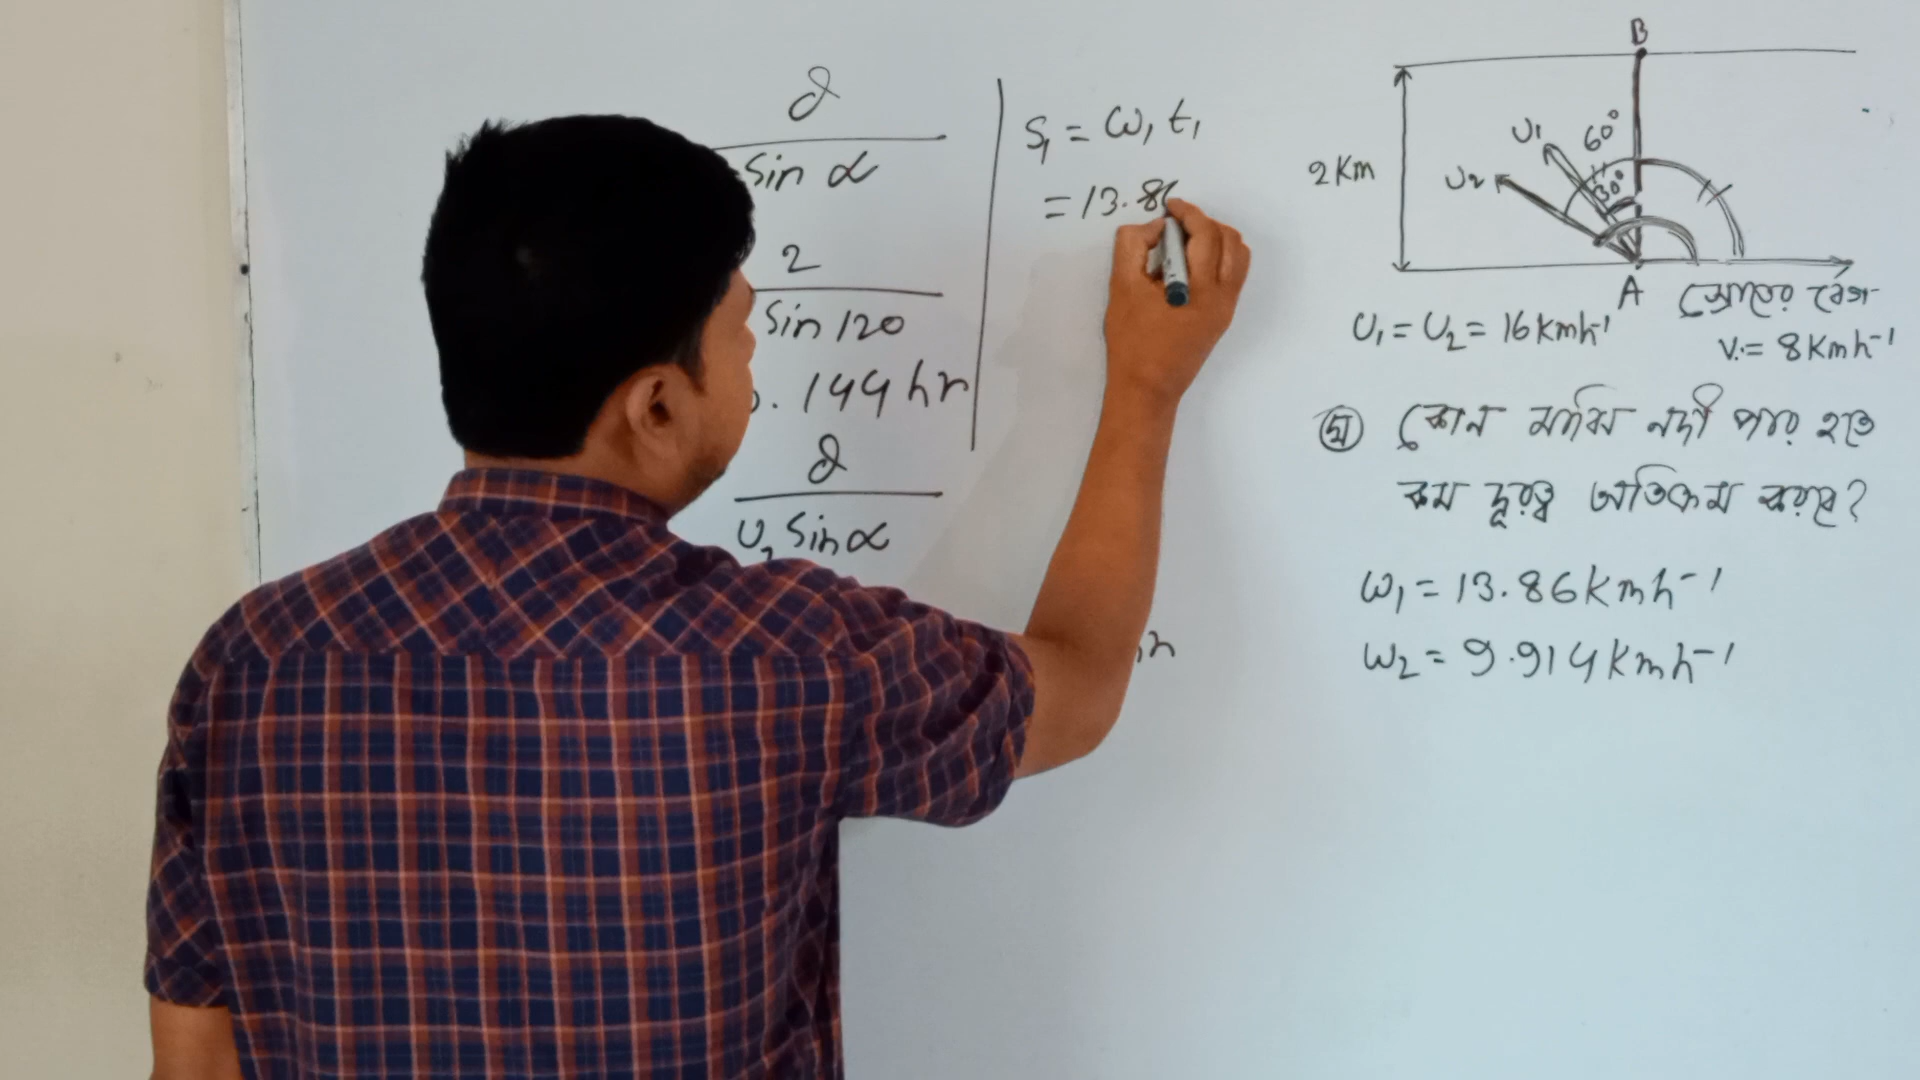 d
sin α
2
sin 120
. 144 hr
d
U₂ sin α
S₁ = ω₁ t₁
= 13.86
hr
B
2 Km
U₁
60°
U₂
30°
A
স্রোতের বেগ
U₁ = U₂ = 16 Kmh⁻¹
V = 8 Kmh⁻¹
ঘ কোন মাঝি নদী পার হতে
কম দূরত্ব অতিক্রম করবে?
ω₁ = 13.86 Kmh⁻¹
ω₂ = 9.914 Kmh⁻¹